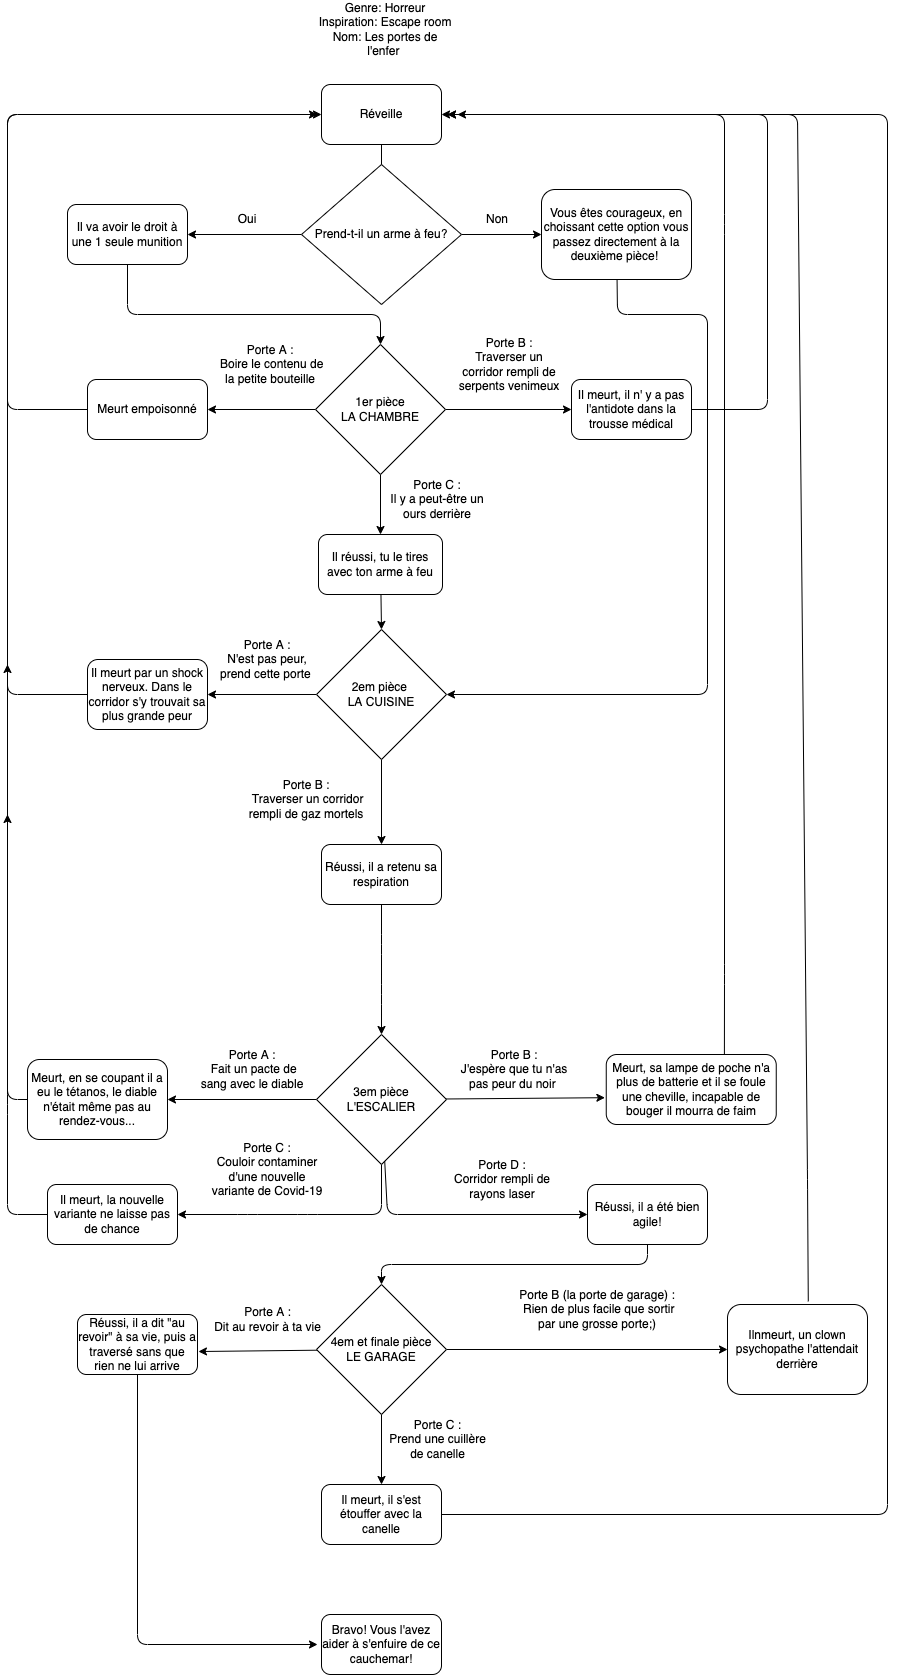 Genre: Horreur
Inspiration: Escape room
Nom: Les portes de
l'enfer
Réveille
Prend-t-il un arme à feu?
Oui
Non
Il va avoir le droit à
une 1 seule munition
Vous êtes courageux, en
choissant cette option vous
passez directement à la
deuxième pièce!
Porte A :
Boire le contenu de
la petite bouteille
Porte B :
Traverser un
corridor rempli de
serpents venimeux
Meurt empoisonné
1er pièce
LA CHAMBRE
Il meurt, il n' y a pas
l'antidote dans la
trousse médical
Porte C :
Il y a peut-être un
ours derrière
Il réussi, tu le tires
avec ton arme à feu
Porte A :
N'est pas peur,
prend cette porte
Il meurt par un shock
nerveux. Dans le
corridor s'y trouvait sa
plus grande peur
2em pièce
LA CUISINE
Porte B :
Traverser un corridor
rempli de gaz mortels
Réussi, il a retenu sa
respiration
Porte A :
Fait un pacte de
sang avec le diable
Porte B :
J'espère que tu n'as
pas peur du noir
Meurt, en se coupant il a
eu le tétanos, le diable
n'était même pas au
rendez-vous...
3em pièce
L'ESCALIER
Meurt, sa lampe de poche n'a
plus de batterie et il se foule
une cheville, incapable de
bouger il mourra de faim
Porte C :
Couloir contaminer
d'une nouvelle
variante de Covid-19
Porte D :
Corridor rempli de
rayons laser
Il meurt, la nouvelle
variante ne laisse pas
de chance
Réussi, il a été bien
agile!
Porte A :
Dit au revoir à ta vie
Porte B (la porte de garage) :
Rien de plus facile que sortir
par une grosse porte;)
Réussi, il a dit "au
revoir" à sa vie, puis a
traversé sans que
rien ne lui arrive
4em et finale pièce
LE GARAGE
Ilnmeurt, un clown
psychopathe l'attendait
derrière
Porte C :
Prend une cuillère
de canelle
Il meurt, il s'est
étouffer avec la
canelle
Bravo! Vous l'avez
aider à s'enfuire de ce
cauchemar!